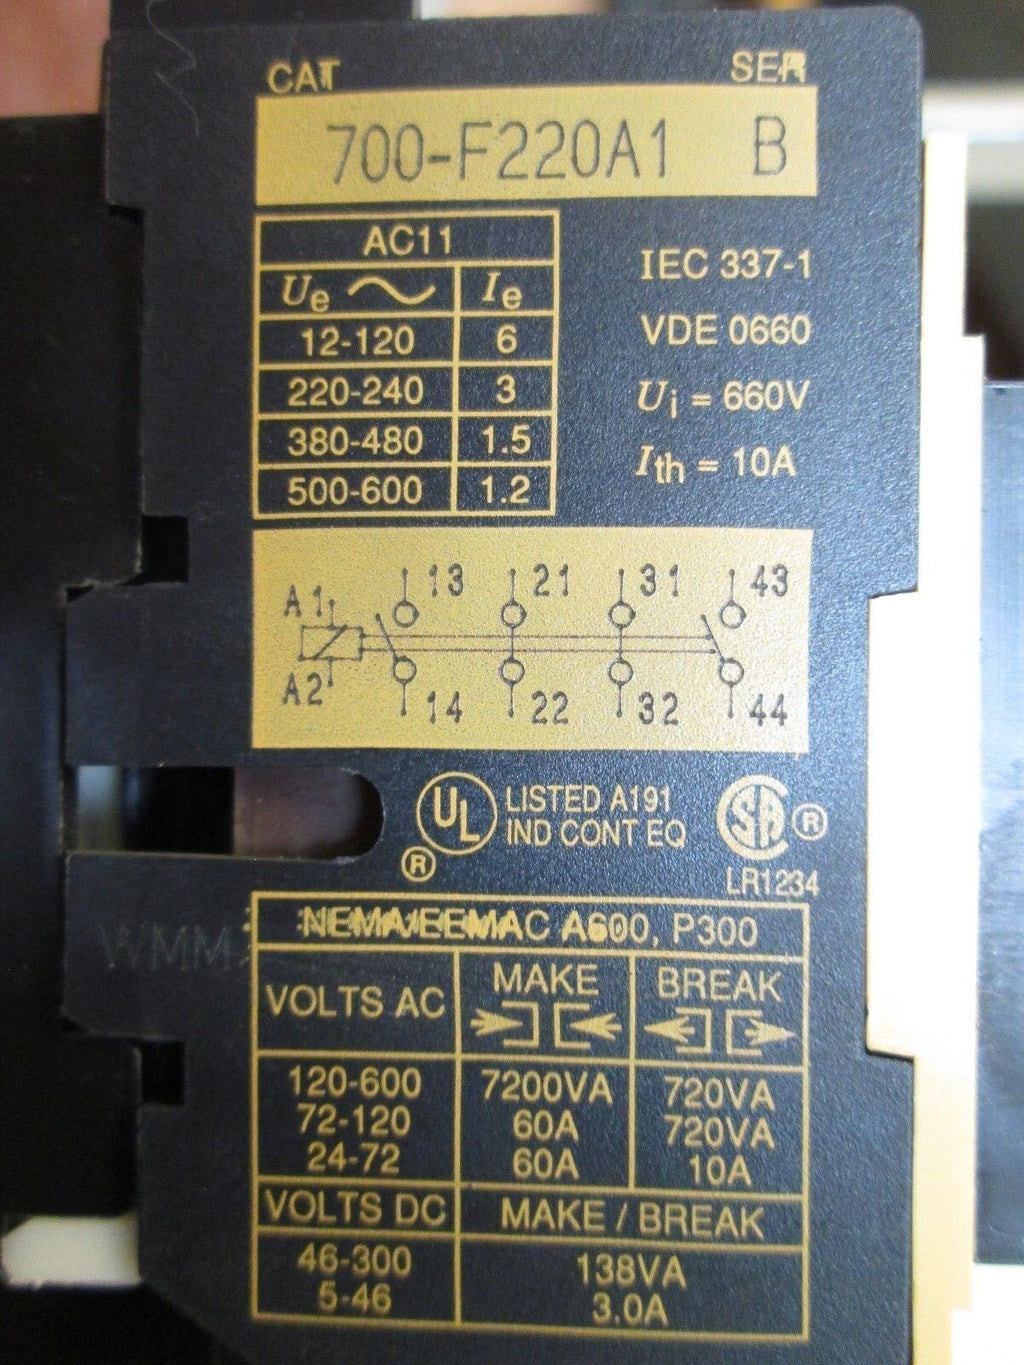 CAT SER
700-F220A1 B
AC11
Ue Ie
12-120 6
220-240 3
380-480 1.5
500-600 1.2
IEC 337-1
VDE 0660
Ui = 660V
Ith = 10A
13 21 31 43
A1
A2
14 22 32 44
UL ® LISTED A191
IND CONT EQ
SA ®
LR1234
NEMA/EEMAC A600, P300
VOLTS AC MAKE BREAK
120-600 7200VA 720VA
72-120 60A 720VA
24-72 60A 10A
VOLTS DC MAKE / BREAK
46-300 138VA
5-46 3.0A